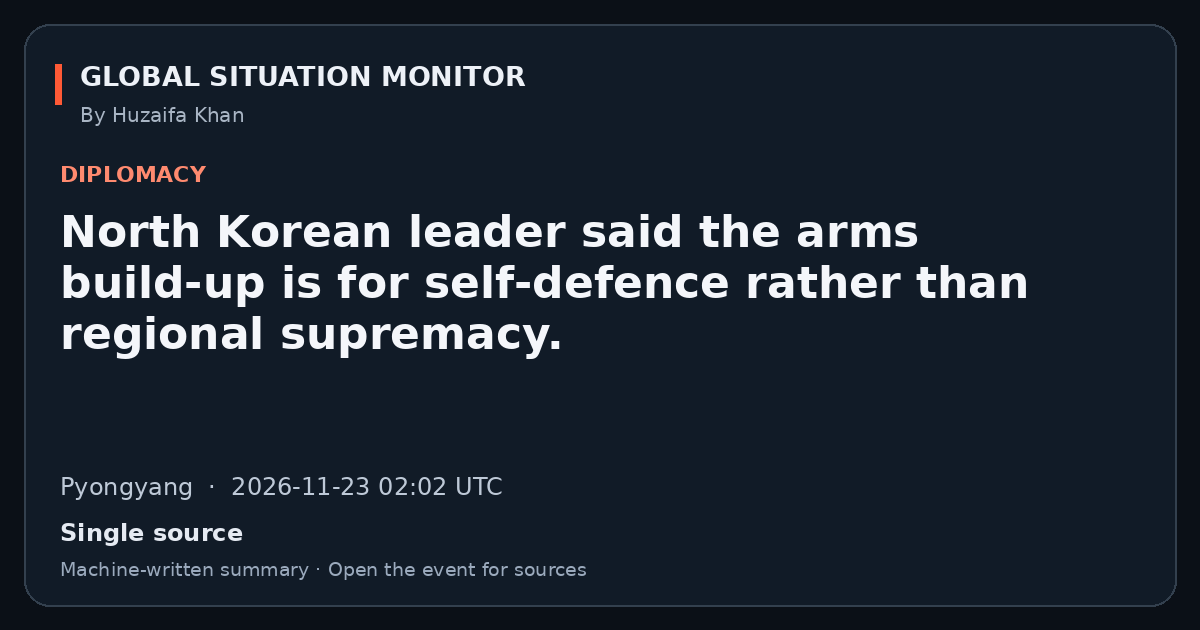 GLOBAL SITUATION MONITOR
By Huzaifa Khan
DIPLOMACY
North Korean leader said the arms
build-up is for self-defence rather than
regional supremacy.
Pyongyang · 2026-11-23 02:02 UTC
Single source
Machine-written summary · Open the event for sources